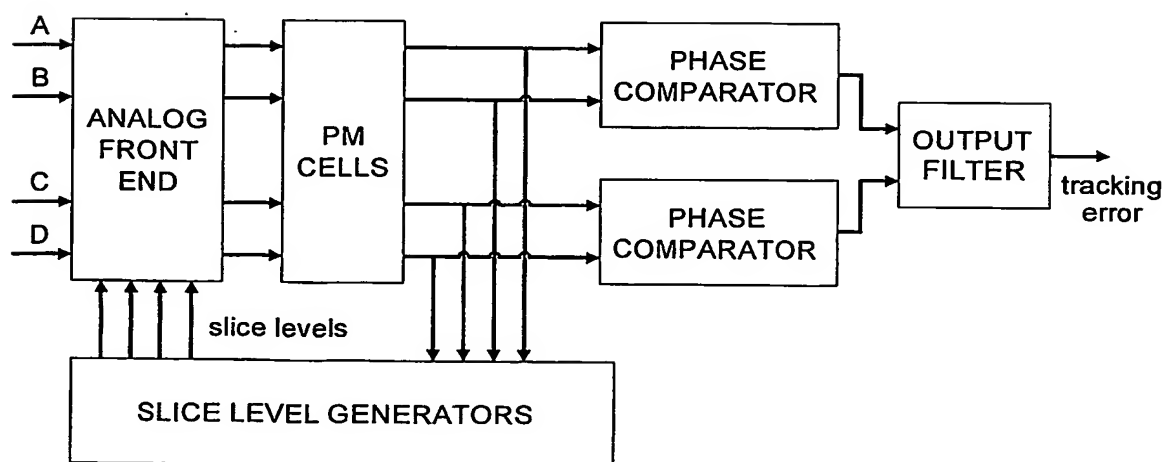 A
B
C
D
ANALOG
FRONT
END
PM
CELLS
PHASE
COMPARATOR
PHASE
COMPARATOR
OUTPUT
FILTER
tracking
error
slice levels
SLICE LEVEL GENERATORS